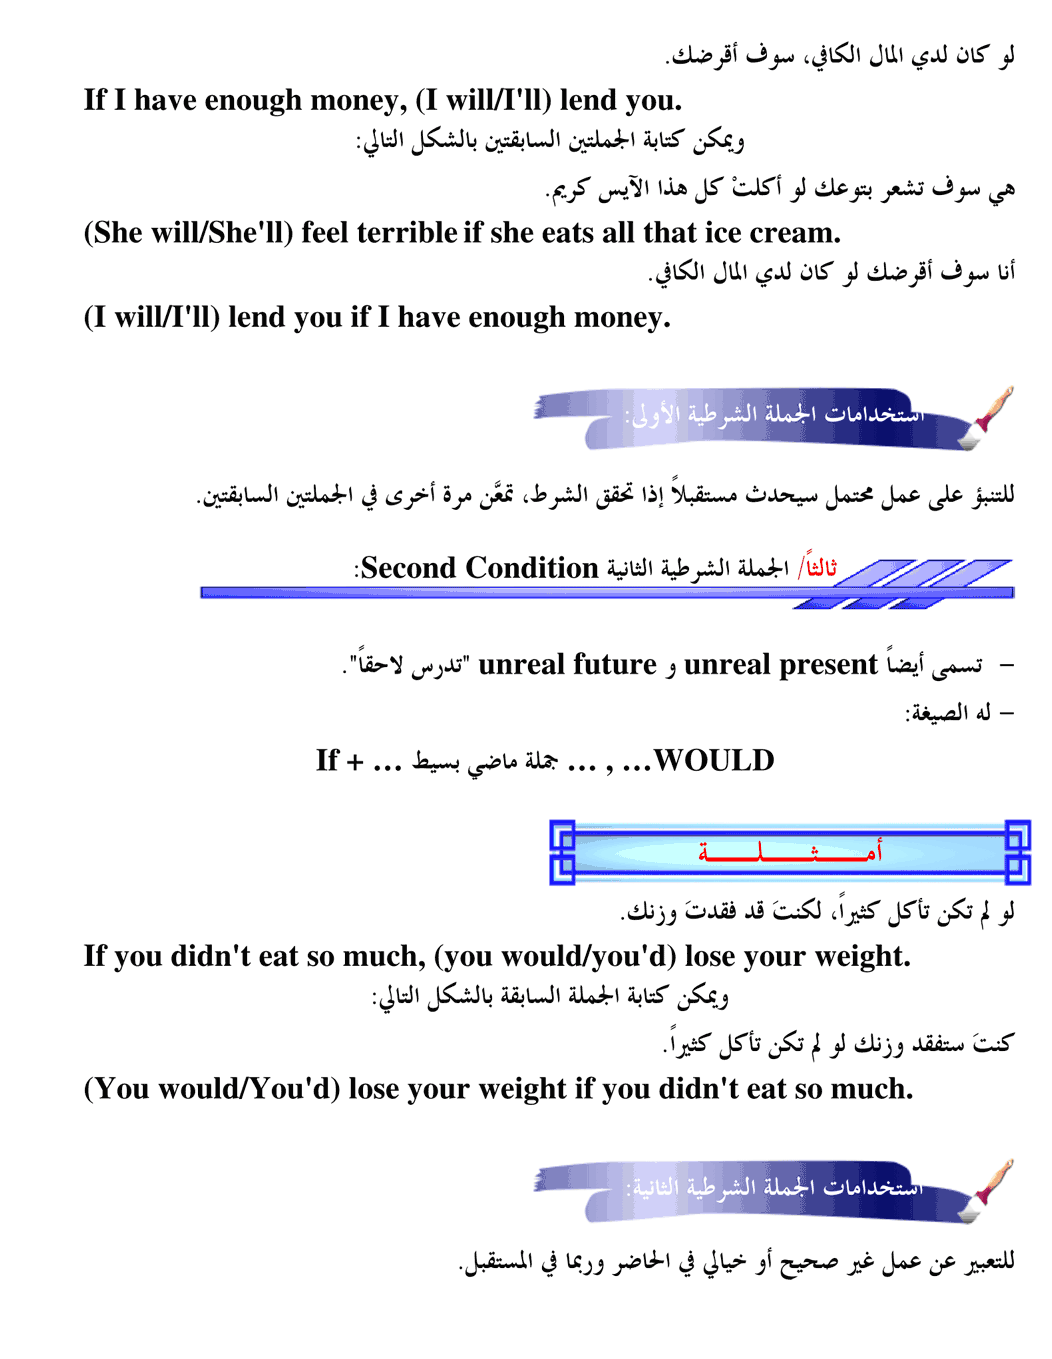 لو كان لدي المال الكافي، سوف أقرضك.
If I have enough money, (I will/I'll) lend you.
ويمكن كتابة الجملتين السابقتين بالشكل التالي:
هي سوف تشعر بتوعك لو أكلتْ كل هذا الآيس كريم.
(She will/She'll) feel terrible if she eats all that ice cream.
أنا سوف أقرضك لو كان لدي المال الكافي.
(I will/I'll) lend you if I have enough money.
استخدامات الجملة الشرطية الأولى:
للتنبؤ على عمل محتمل سيحدث مستقبلاً إذا تحقق الشرط، تمعَّن مرة أخرى في الجملتين السابقتين.
ثالثاً/ الجملة الشرطية الثانية Second Condition:
– تسمى أيضاً unreal present و unreal future "تدرس لاحقاً".
– له الصيغة:
If + … جملة ماضي بسيط … , …WOULD
أمـــثـــلـــة
لو لم تكن تأكل كثيراً، لكنتَ قد فقدتَ وزنك.
If you didn't eat so much, (you would/you'd) lose your weight.
ويمكن كتابة الجملة السابقة بالشكل التالي:
كنتَ ستفقد وزنك لو لم تكن تأكل كثيراً.
(You would/You'd) lose your weight if you didn't eat so much.
استخدامات الجملة الشرطية الثانية:
للتعبير عن عمل غير صحيح أو خيالي في الحاضر وربما في المستقبل.